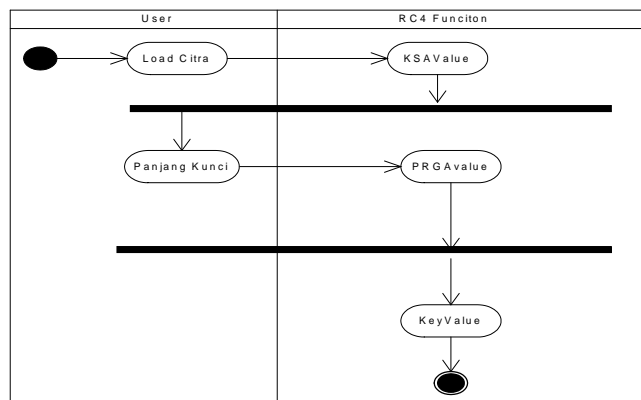 User
RC4 Funciton
Load Citra
KSAValue
Panjang Kunci
PRGAvalue
KeyValue